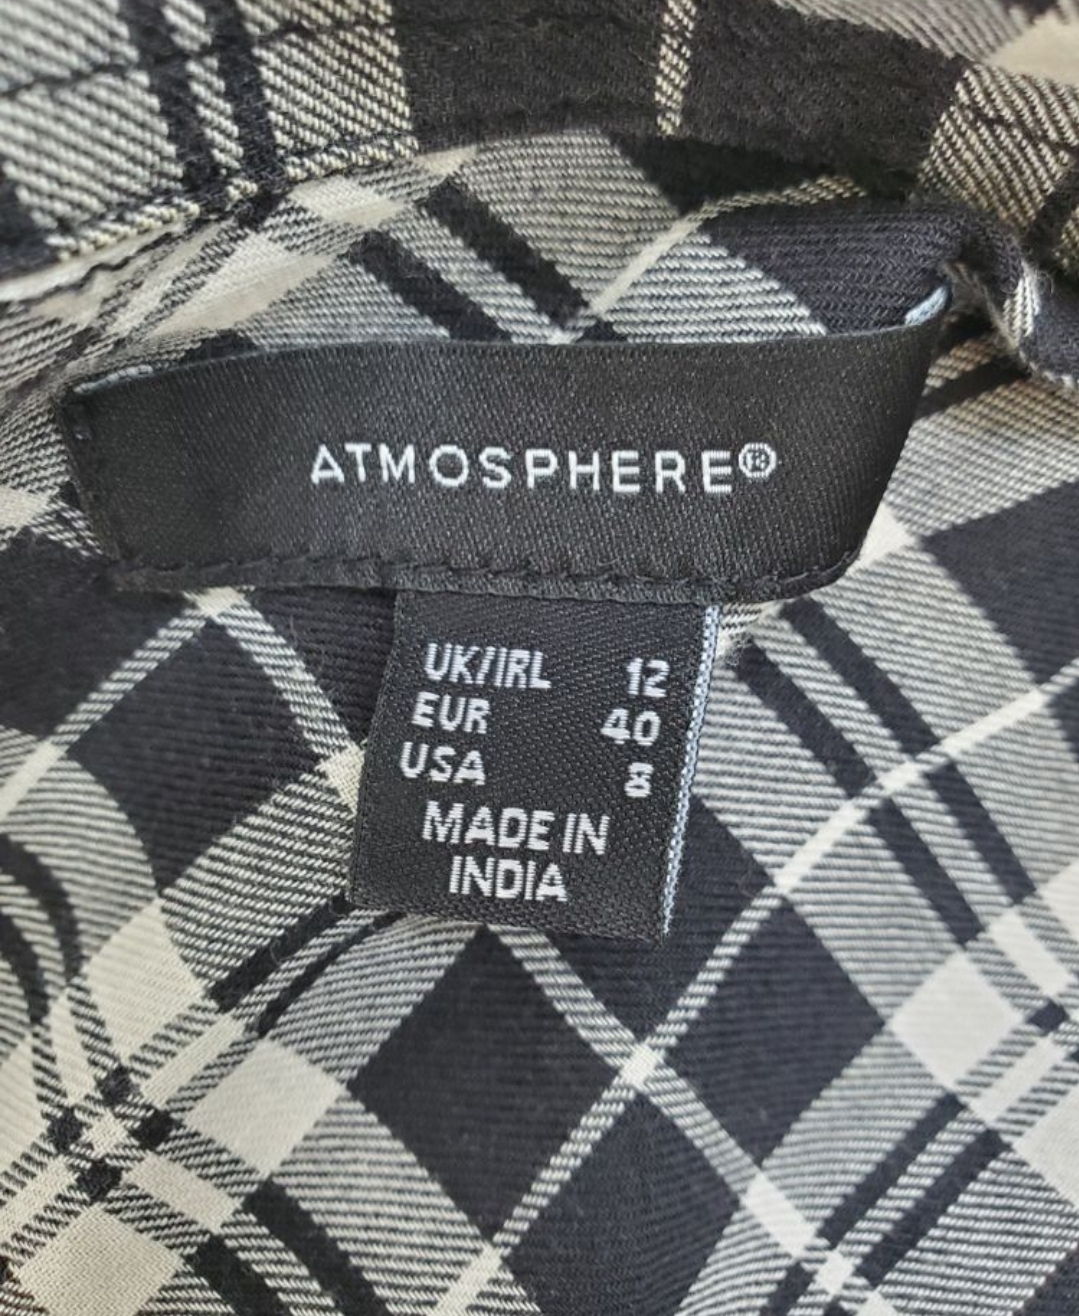 ATMOSPHERE®
UK/IRL 12
EUR 40
USA 8
MADE IN
INDIA